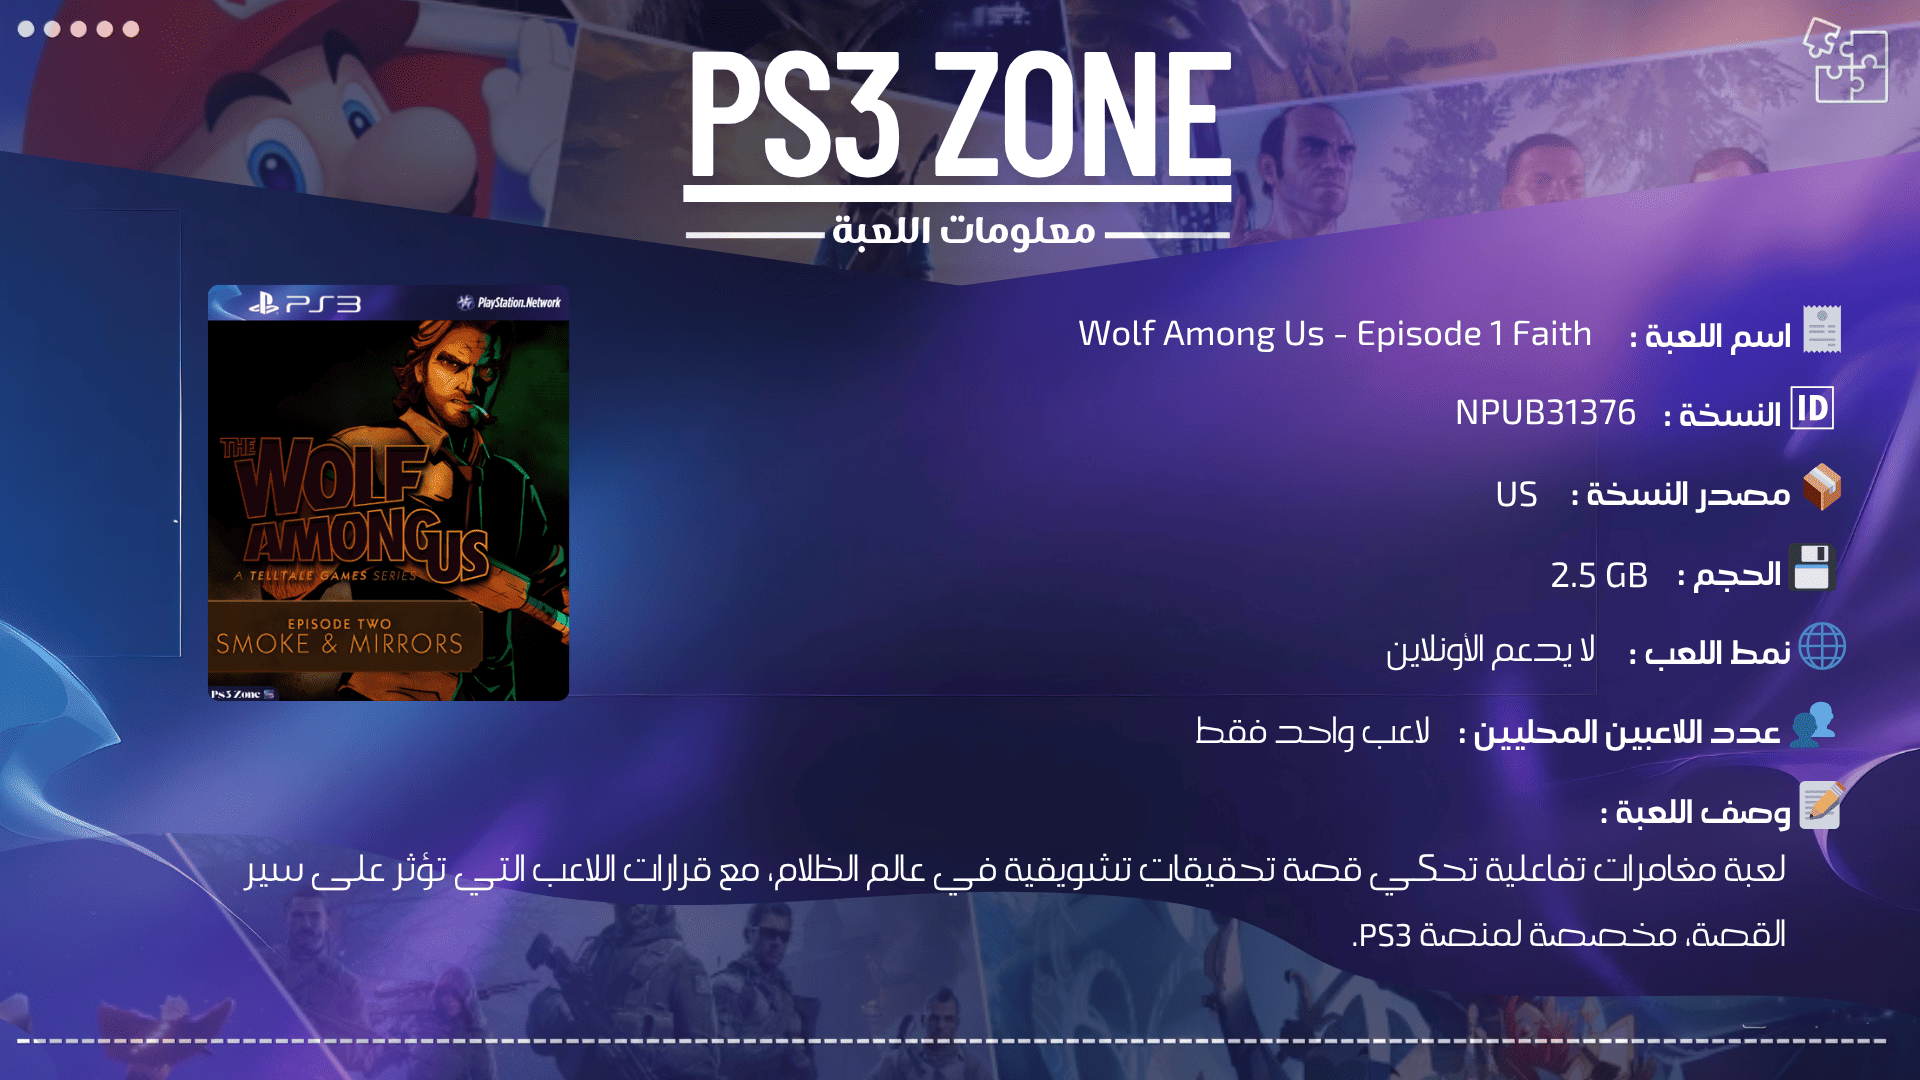 PS3 ZONE
معلومات اللعبة
PS3
PlayStation.Network
THE
WOLF
AMONG
US
A TELLTALE GAMES SERIES
EPISODE TWO
SMOKE & MIRRORS
Ps3 Zone
اسم اللعبة : Wolf Among Us - Episode 1 Faith
ID النسخة : NPUB31376
مصدر النسخة : US
الحجم : 2.5 GB
نمط اللعب : لا يدعم الأونلاين
عدد اللاعبين المحليين : لاعب واحد فقط
وصف اللعبة :
لعبة مغامرات تفاعلية تحكي قصة تحقيقات تشويقية في عالم الظلام، مع قرارات اللاعب التي تؤثر على سير
القصة، مخصصة لمنصة PS3.